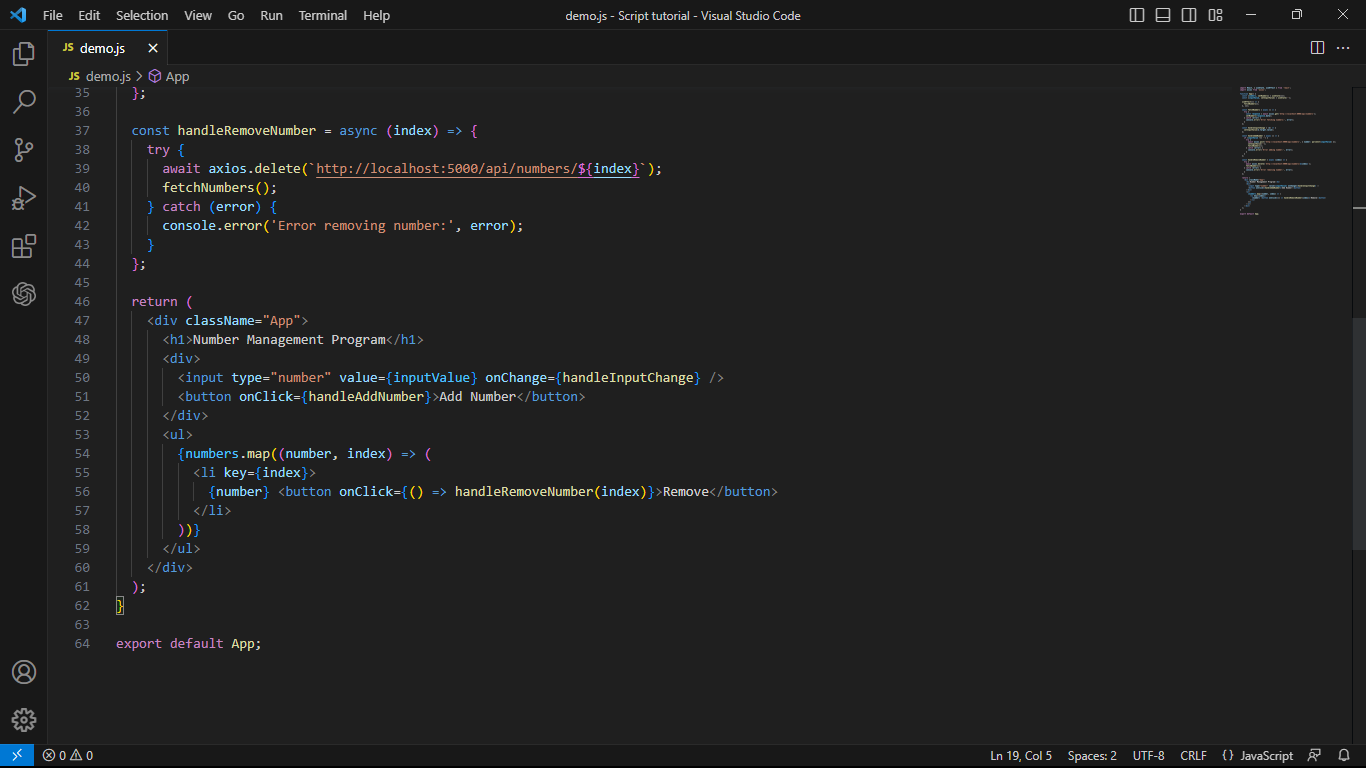 File Edit Selection View Go Run Terminal Help demo.js - Script tutorial - Visual Studio Code
JS demo.js
JS demo.js > App
35 };
36
37 const handleRemoveNumber = async (index) => {
38 try {
39 await axios.delete(`http://localhost:5000/api/numbers/${index}`);
40 fetchNumbers();
41 } catch (error) {
42 console.error('Error removing number:', error);
43 }
44 };
45
46 return (
47 <div className="App">
48 <h1>Number Management Program</h1>
49 <div>
50 <input type="number" value={inputValue} onChange={handleInputChange} />
51 <button onClick={handleAddNumber}>Add Number</button>
52 </div>
53 <ul>
54 {numbers.map((number, index) => (
55 <li key={index}>
56 {number} <button onClick={() => handleRemoveNumber(index)}>Remove</button>
57 </li>
58 ))}
59 </ul>
60 </div>
61 );
62 }
63
64 export default App;
0 0 Ln 19, Col 5 Spaces: 2 UTF-8 CRLF {} JavaScript